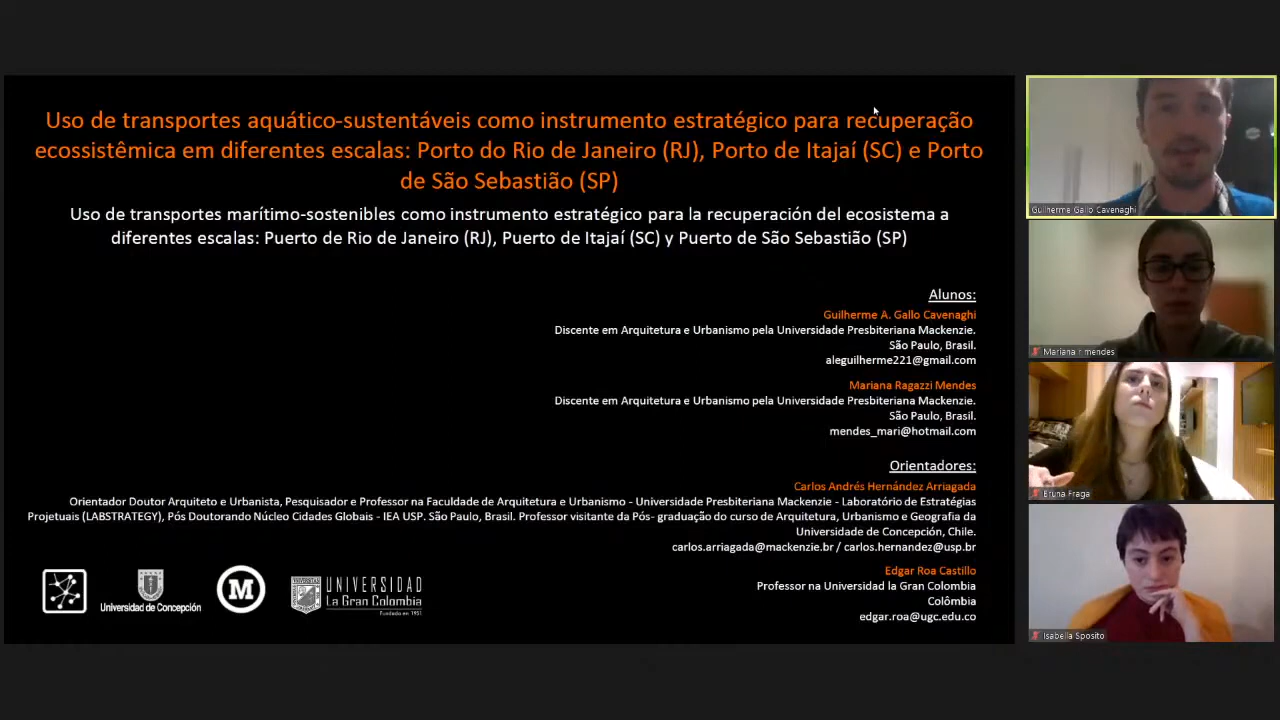 Uso de transportes aquático-sustentáveis como instrumento estratégico para recuperação
ecossistêmica em diferentes escalas: Porto do Rio de Janeiro (RJ), Porto de Itajaí (SC) e Porto
de São Sebastião (SP)
Uso de transportes marítimo-sostenibles como instrumento estratégico para la recuperación del ecosistema a
diferentes escalas: Puerto de Rio de Janeiro (RJ), Puerto de Itajaí (SC) y Puerto de São Sebastião (SP)
Alunos:
Guilherme A. Gallo Cavenaghi
Discente em Arquitetura e Urbanismo pela Universidade Presbiteriana Mackenzie.
São Paulo, Brasil.
aleguilherme221@gmail.com
Mariana Ragazzi Mendes
Discente em Arquitetura e Urbanismo pela Universidade Presbiteriana Mackenzie.
São Paulo, Brasil.
mendes_mari@hotmail.com
Orientadores:
Carlos Andrés Hernández Arriagada
Orientador Doutor Arquiteto e Urbanista, Pesquisador e Professor na Faculdade de Arquitetura e Urbanismo - Universidade Presbiteriana Mackenzie - Laboratório de Estratégias
Projetuais (LABSTRATEGY), Pós Doutorando Núcleo Cidades Globais - IEA USP. São Paulo, Brasil. Professor visitante da Pós- graduação do curso de Arquitetura, Urbanismo e Geografia da
Universidade de Concepción, Chile.
carlos.arriagada@mackenzie.br / carlos.hernandez@usp.br
Edgar Roa Castillo
Professor na Universidad la Gran Colombia
Colômbia
edgar.roa@ugc.edu.co
Universidad de Concepción
M
UNIVERSIDAD
La Gran Colombia
Fundada en 1951
Guilherme Gallo Cavenaghi
Mariana r mendes
Bruna Fraga
Isabella Sposito